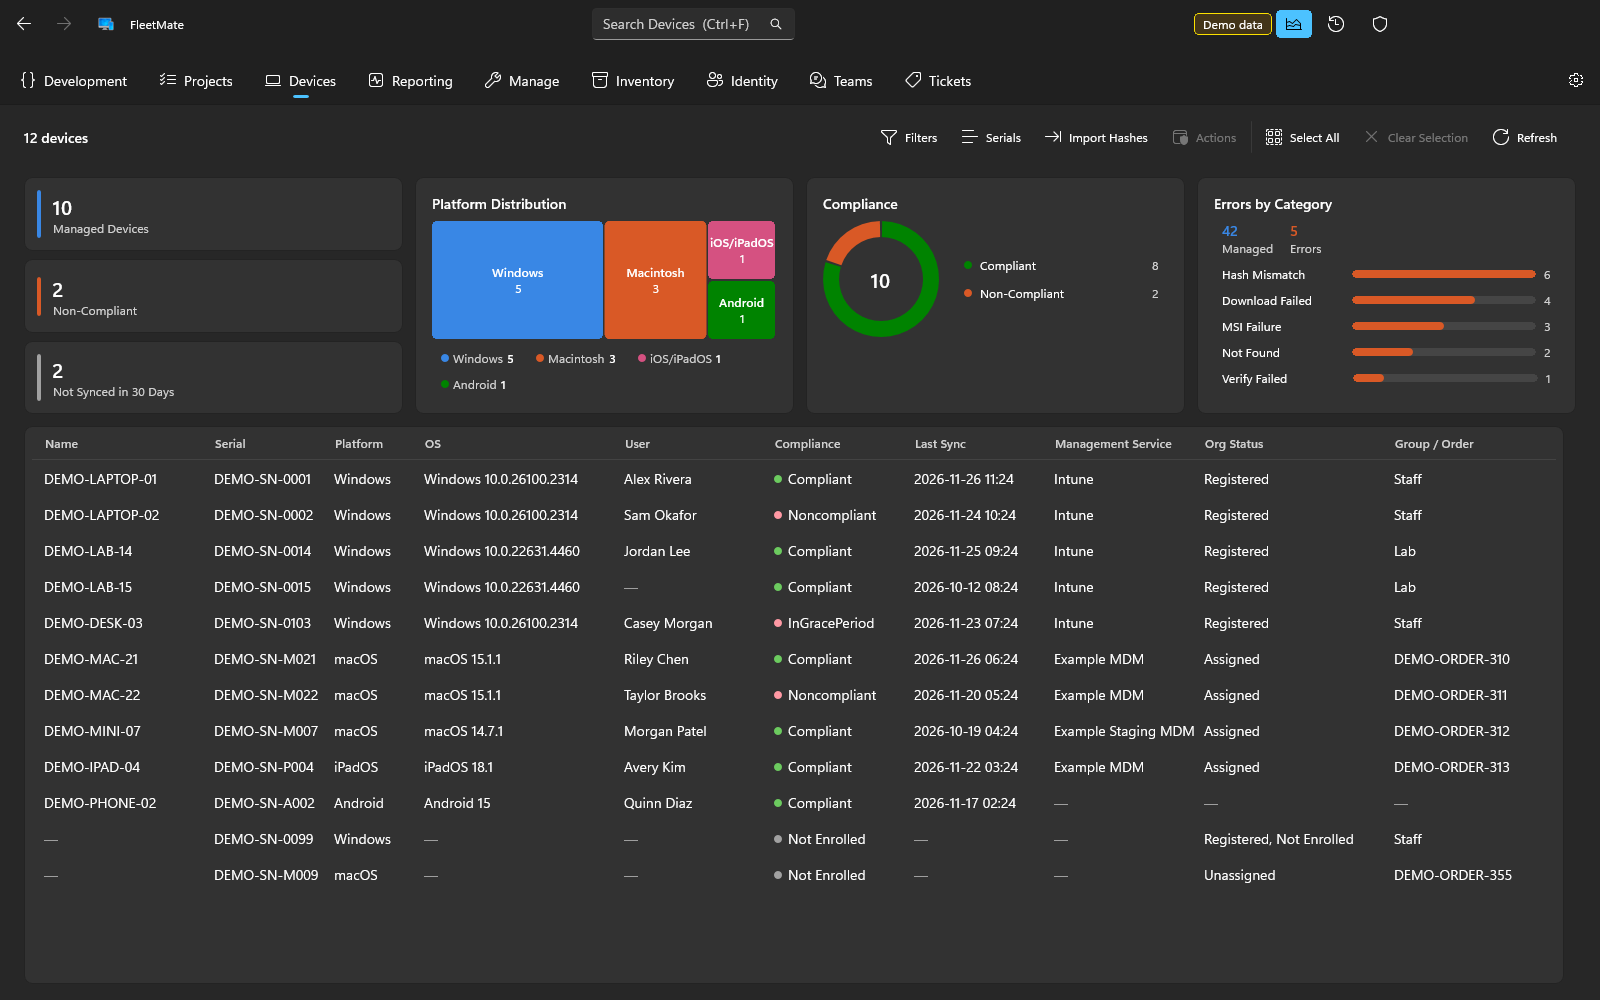 FleetMate
Search Devices (Ctrl+F)
Demo data
Development
Projects
Devices
Reporting
Manage
Inventory
Identity
Teams
Tickets
12 devices
Filters
Serials
Import Hashes
Actions
Select All
Clear Selection
Refresh
10
Managed Devices
2
Non-Compliant
2
Not Synced in 30 Days
Platform Distribution
Windows
5
Macintosh
3
iOS/iPadOS
1
Android
1
Windows 5
Macintosh 3
iOS/iPadOS 1
Android 1
Compliance
10
Compliant 8
Non-Compliant 2
Errors by Category
42 5
Managed Errors
Hash Mismatch 6
Download Failed 4
MSI Failure 3
Not Found 2
Verify Failed 1
Name Serial Platform OS User Compliance Last Sync Management Service Org Status Group / Order
DEMO-LAPTOP-01 DEMO-SN-0001 Windows Windows 10.0.26100.2314 Alex Rivera Compliant 2026-11-26 11:24 Intune Registered Staff
DEMO-LAPTOP-02 DEMO-SN-0002 Windows Windows 10.0.26100.2314 Sam Okafor Noncompliant 2026-11-24 10:24 Intune Registered Staff
DEMO-LAB-14 DEMO-SN-0014 Windows Windows 10.0.22631.4460 Jordan Lee Compliant 2026-11-25 09:24 Intune Registered Lab
DEMO-LAB-15 DEMO-SN-0015 Windows Windows 10.0.22631.4460 — Compliant 2026-10-12 08:24 Intune Registered Lab
DEMO-DESK-03 DEMO-SN-0103 Windows Windows 10.0.26100.2314 Casey Morgan InGracePeriod 2026-11-23 07:24 Intune Registered Staff
DEMO-MAC-21 DEMO-SN-M021 macOS macOS 15.1.1 Riley Chen Compliant 2026-11-26 06:24 Example MDM Assigned DEMO-ORDER-310
DEMO-MAC-22 DEMO-SN-M022 macOS macOS 15.1.1 Taylor Brooks Noncompliant 2026-11-20 05:24 Example MDM Assigned DEMO-ORDER-311
DEMO-MINI-07 DEMO-SN-M007 macOS macOS 14.7.1 Morgan Patel Compliant 2026-10-19 04:24 Example Staging MDM Assigned DEMO-ORDER-312
DEMO-IPAD-04 DEMO-SN-P004 iPadOS iPadOS 18.1 Avery Kim Compliant 2026-11-22 03:24 Example MDM Assigned DEMO-ORDER-313
DEMO-PHONE-02 DEMO-SN-A002 Android Android 15 Quinn Diaz Compliant 2026-11-17 02:24 — — —
— DEMO-SN-0099 Windows — — Not Enrolled — — Registered, Not Enrolled Staff
— DEMO-SN-M009 macOS — — Not Enrolled — — Unassigned DEMO-ORDER-355